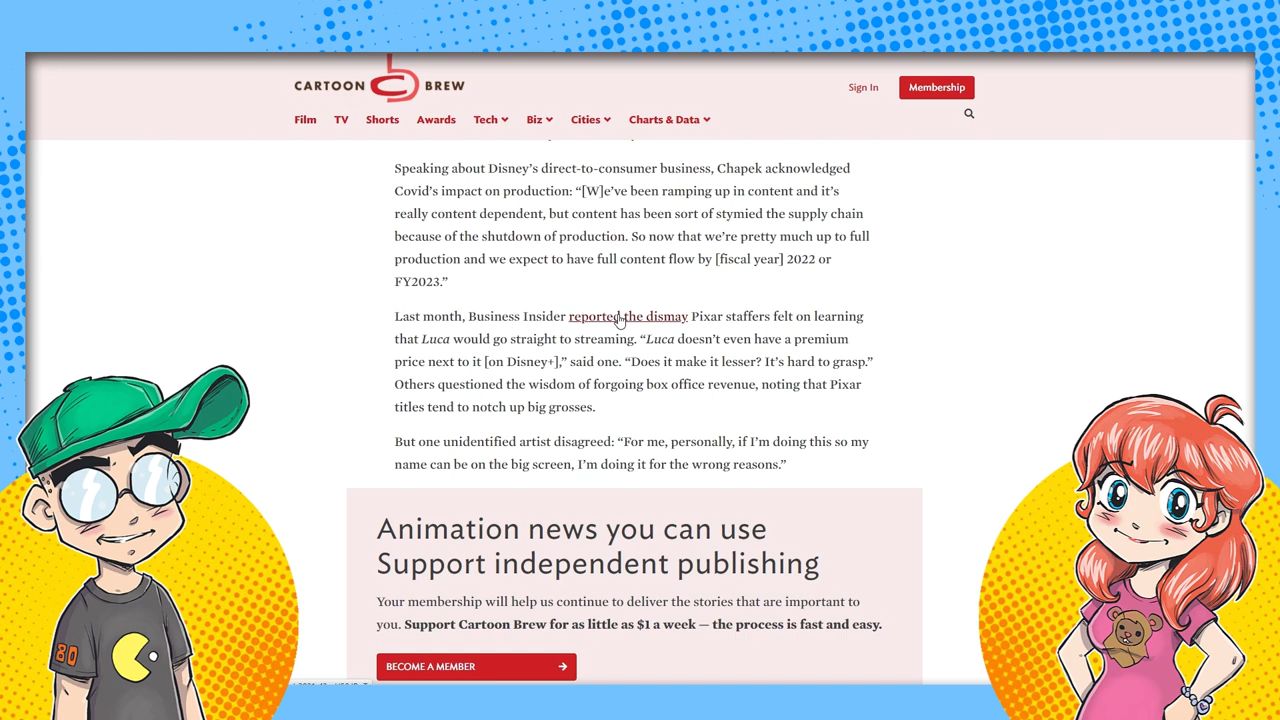 CARTOON BREW
Sign In
Membership
Film TV Shorts Awards Tech Biz Cities Charts & Data
Speaking about Disney's direct-to-consumer business, Chapek acknowledged
Covid's impact on production: “[W]e've been ramping up in content and it's
really content dependent, but content has been sort of stymied the supply chain
because of the shutdown of production. So now that we're pretty much up to full
production and we expect to have full content flow by [fiscal year] 2022 or
FY2023.”
Last month, Business Insider reported the dismay Pixar staffers felt on learning
that Luca would go straight to streaming. “Luca doesn't even have a premium
price next to it [on Disney+],” said one. “Does it make it lesser? It's hard to grasp.”
Others questioned the wisdom of forgoing box office revenue, noting that Pixar
titles tend to notch up big grosses.
But one unidentified artist disagreed: “For me, personally, if I'm doing this so my
name can be on the big screen, I'm doing it for the wrong reasons.”
Animation news you can use
Support independent publishing
Your membership will help us continue to deliver the stories that are important to
you. Support Cartoon Brew for as little as $1 a week — the process is fast and easy.
BECOME A MEMBER
80